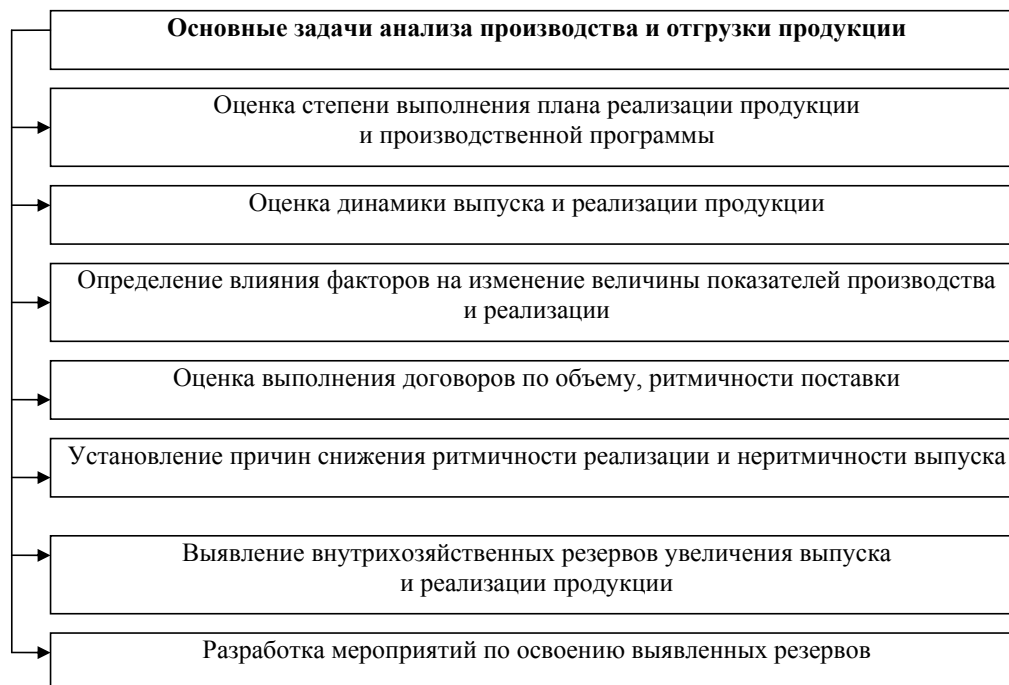 Основные задачи анализа производства и отгрузки продукции
Оценка степени выполнения плана реализации продукции
и производственной программы
Оценка динамики выпуска и реализации продукции
Определение влияния факторов на изменение величины показателей производства
и реализации
Оценка выполнения договоров по объему, ритмичности поставки
Установление причин снижения ритмичности реализации и неритмичности выпуска
Выявление внутрихозяйственных резервов увеличения выпуска
и реализации продукции
Разработка мероприятий по освоению выявленных резервов